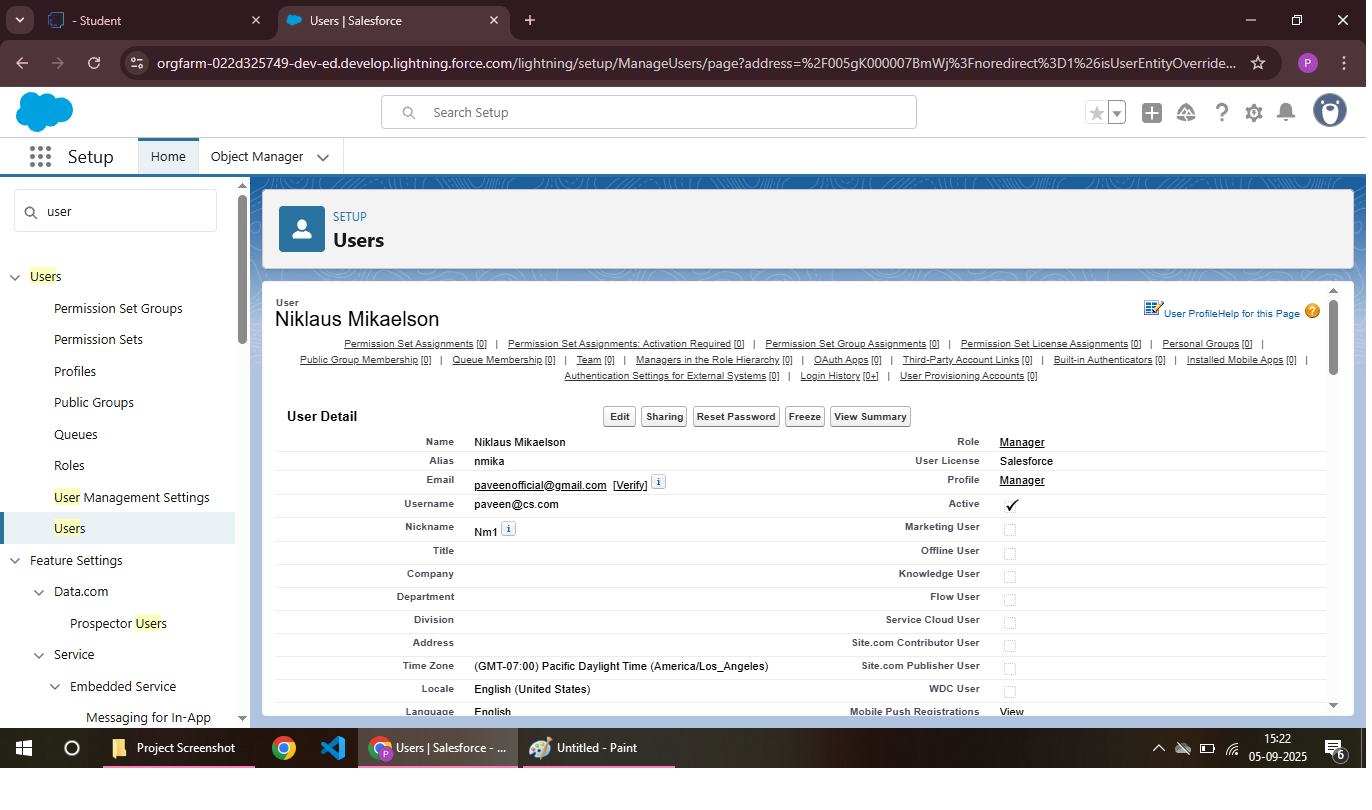 - Student
Users | Salesforce
orgfarm-022d325749-dev-ed.develop.lightning.force.com/lightning/setup/ManageUsers/page?address=%2F005gK000007BmWj%3Fnoredirect%3D1%26isUserEntityOverride...
P
Search Setup
Setup
Home
Object Manager
user
Users
Permission Set Groups
Permission Sets
Profiles
Public Groups
Queues
Roles
User Management Settings
Users
Feature Settings
Data.com
Prospector Users
Service
Embedded Service
Messaging for In-App
SETUP
Users
User
Niklaus Mikaelson
User Profile Help for this Page ?
Permission Set Assignments [0] | Permission Set Assignments: Activation Required [0] | Permission Set Group Assignments [0] | Permission Set License Assignments [0] | Personal Groups [0] |
Public Group Membership [0] | Queue Membership [0] | Team [0] | Managers in the Role Hierarchy [0] | OAuth Apps [0] | Third-Party Account Links [0] | Built-in Authenticators [0] | Installed Mobile Apps [0] |
Authentication Settings for External Systems [0] | Login History [0+] | User Provisioning Accounts [0]
User Detail Edit Sharing Reset Password Freeze View Summary
Name Niklaus Mikaelson Role Manager
Alias nmika User License Salesforce
Email paveenofficial@gmail.com [Verify] i Profile Manager
Username paveen@cs.com Active
Nickname Nm1 i Marketing User
Title Offline User
Company Knowledge User
Department Flow User
Division Service Cloud User
Address Site.com Contributor User
Time Zone (GMT-07:00) Pacific Daylight Time (America/Los_Angeles) Site.com Publisher User
Locale English (United States) WDC User
Language English Mobile Push Registrations View
Project Screenshot
P
Users | Salesforce - ...
Untitled - Paint
15:22
05-09-2025
6